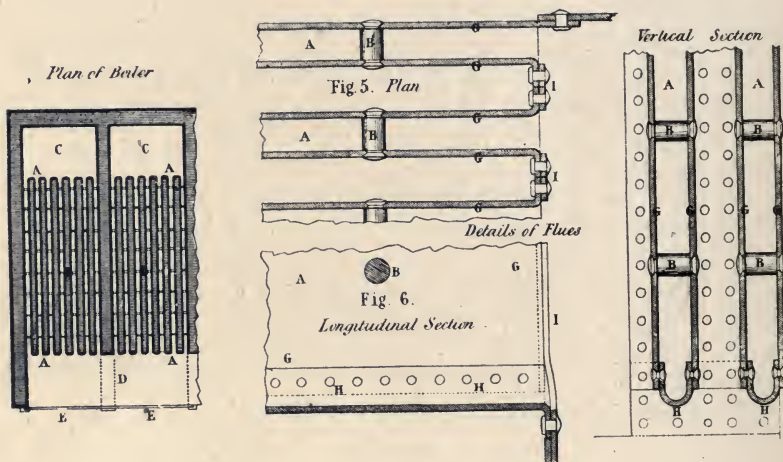 Plan of Boiler
C C
A A
B B
A A
D
E E
A B G
G
Fig. 5. Plan
I
G
A B
G
I
G
Details of Flues
A B G
Fig. 6.
Longitudinal Section
I
G
H H
Vertical Section
A A
B B
G G G
B B
H H